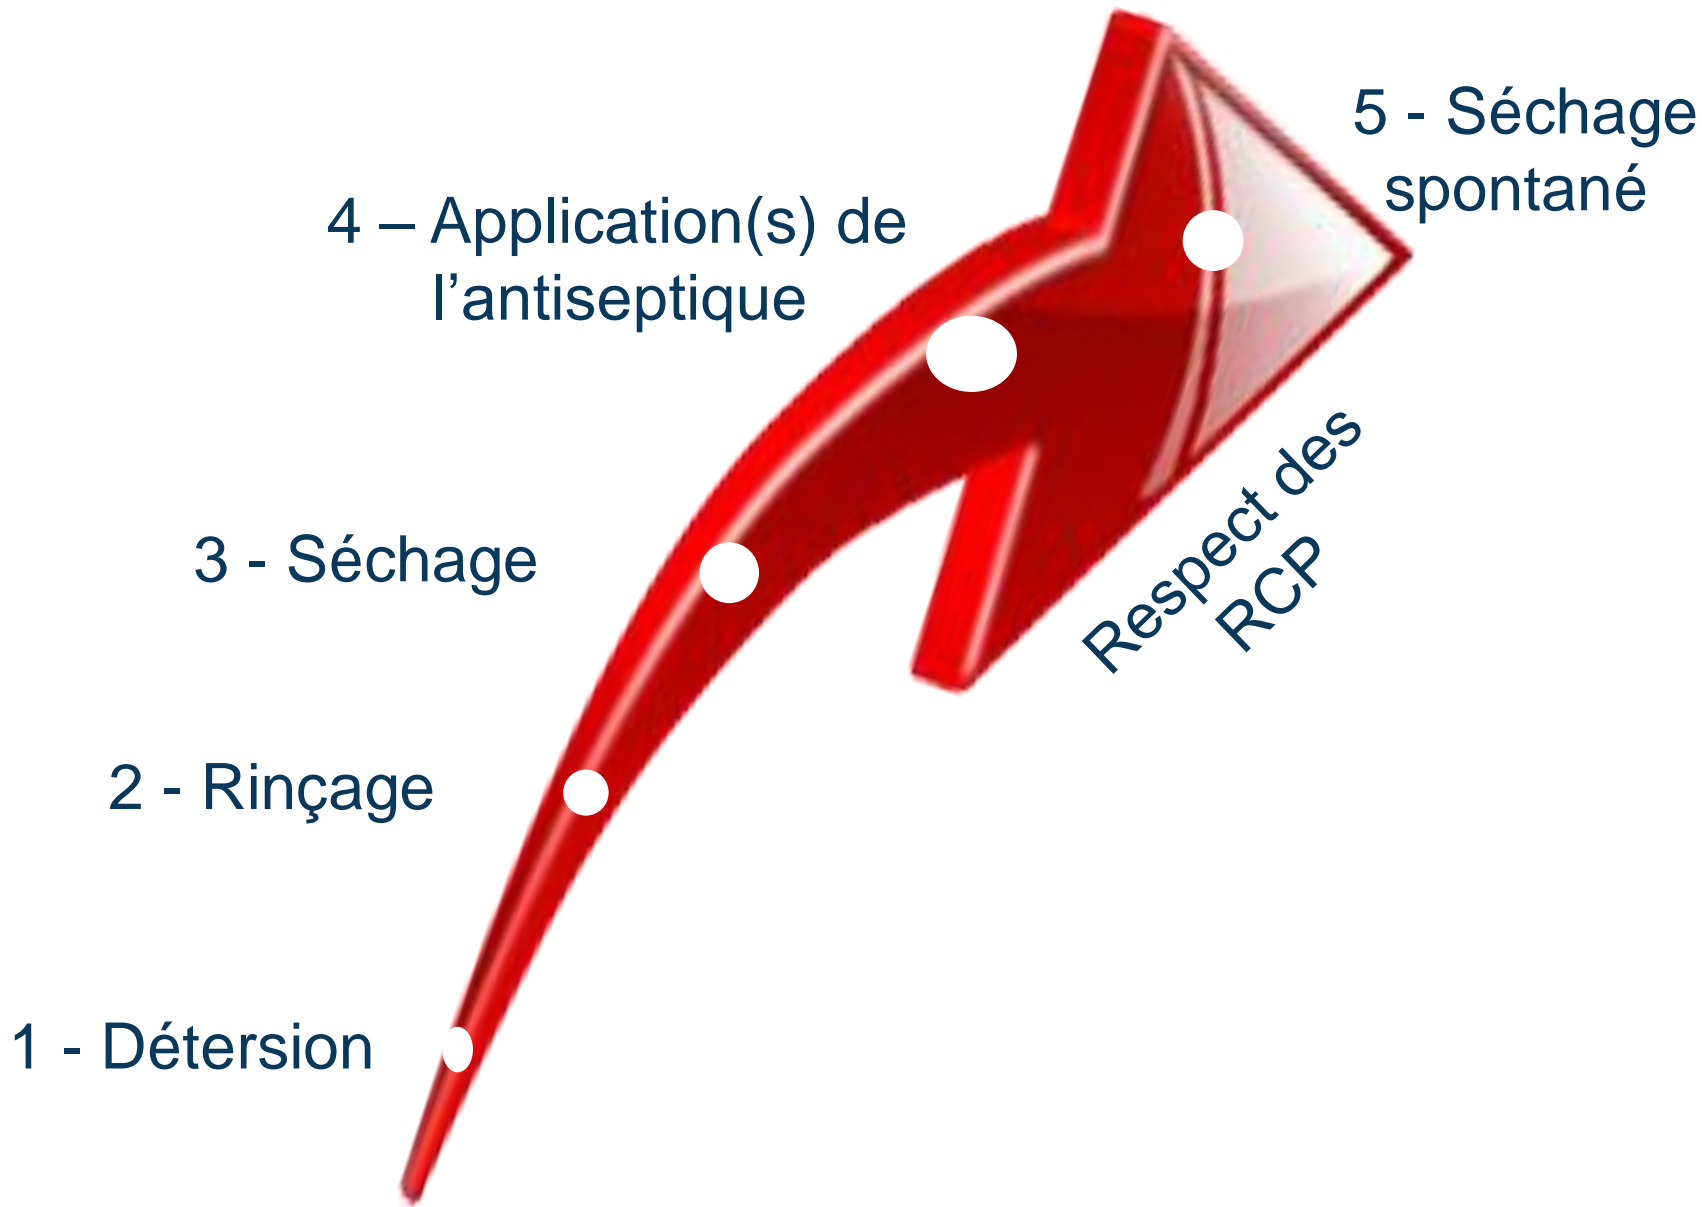 5 - Séchage
spontané
4 – Application(s) de
l’antiseptique
Respect des
RCP
3 - Séchage
2 - Rinçage
1 - Détersion